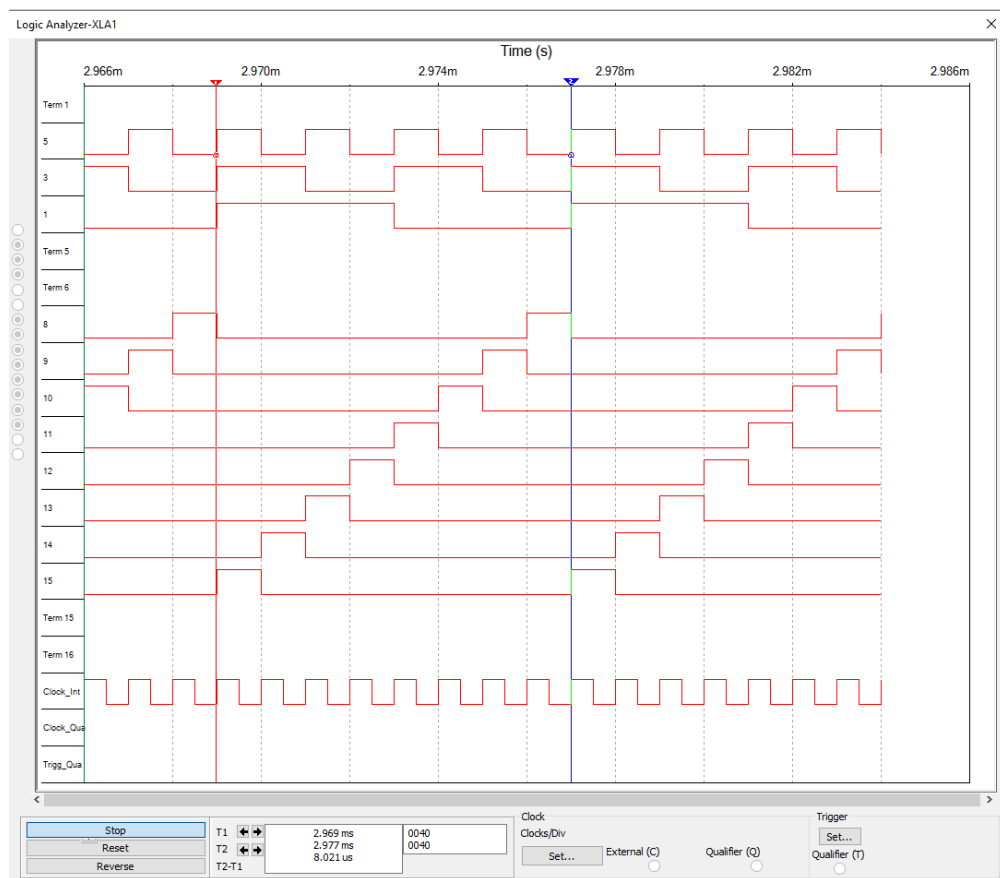 Logic Analyzer-XLA1
Time (s)
2.966m 2.970m 2.974m 2.978m 2.982m 2.986m
1 2
Term 1
5
3
1
Term 5
Term 6
8
9
10
11
12
13
14
15
Term 15
Term 16
Clock_Int
Clock_Qua
Trigg_Qua
Stop
Reset
Reverse
T1 2.969 ms 0040
T2 2.977 ms 0040
T2-T1 8.021 us
Clock
Clocks/Div
Set...
External (C)
Qualifier (Q)
Trigger
Set...
Qualifier (T)